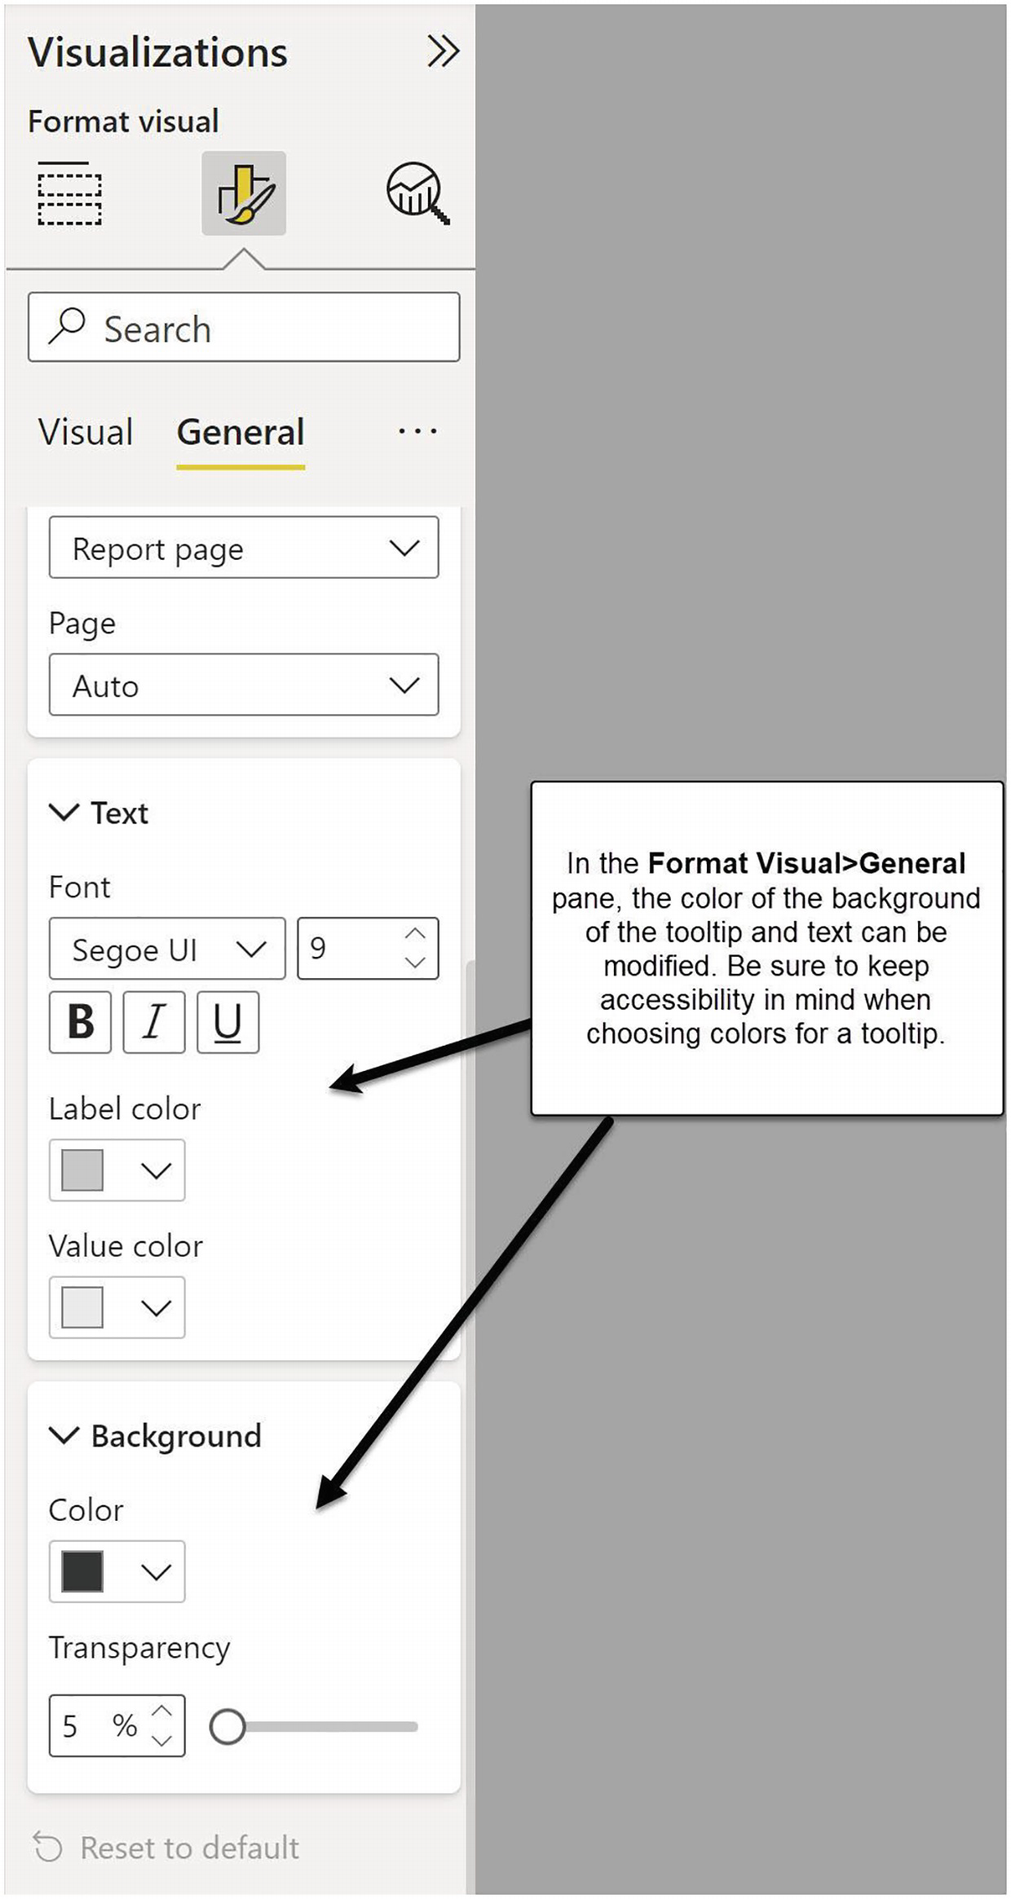 Visualizations
Format visual
Search
Visual General ...
Report page
Page
Auto
Text
Font
Segoe UI 9
B I U
Label color
Value color
Background
Color
Transparency
5 %
Reset to default
In the Format Visual>General
pane, the color of the background
of the tooltip and text can be
modified. Be sure to keep
accessibility in mind when
choosing colors for a tooltip.